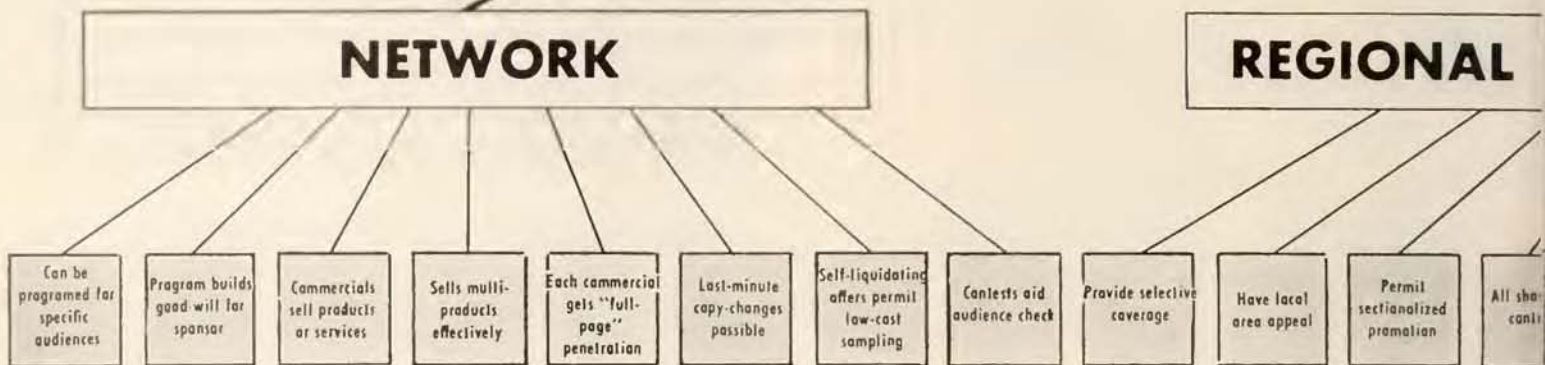 NETWORK
REGIONAL
Can be
programed for
specific
audiences
Program builds
good will for
sponsor
Commercials
sell products
or services
Sells multi-
products
effectively
Each commercial
gets "full-
page"
penetration
Last-minute
copy-changes
possible
Self-liquidating
offers permit
low-cost
sampling
Contests aid
audience check
Provide selective
coverage
Have local
area appeal
Permit
sectionalized
promotion
All